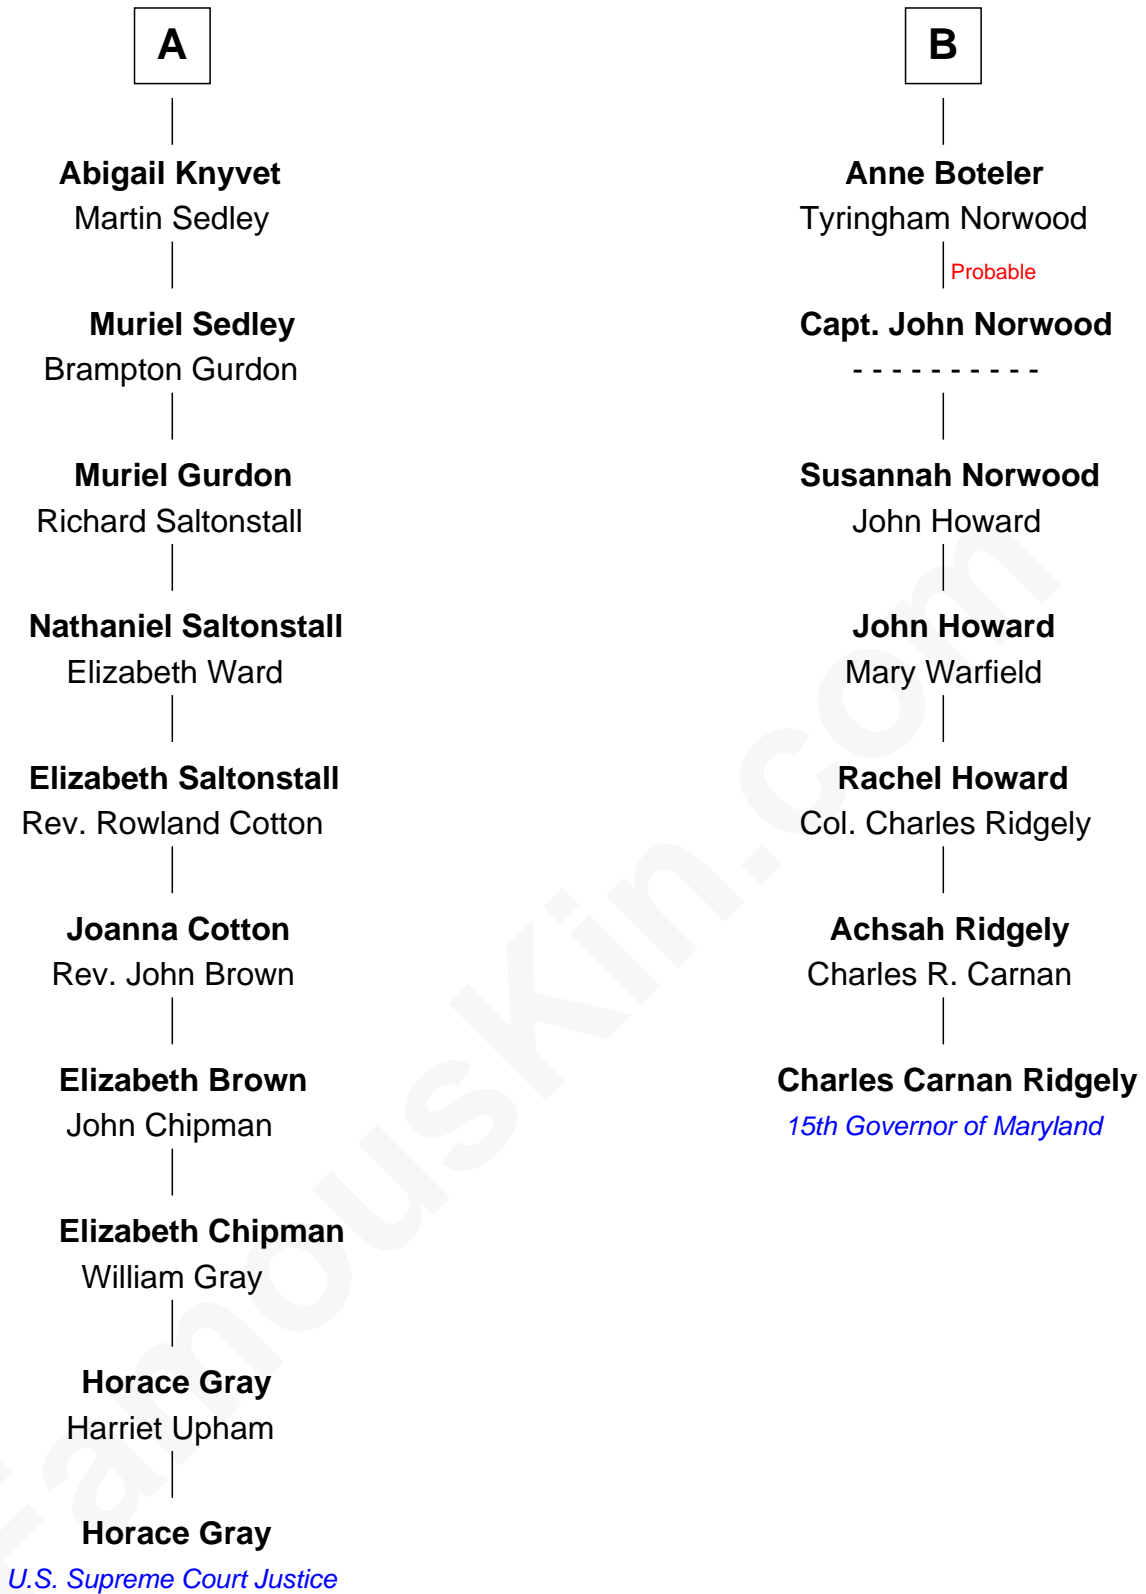 A
Abigail Knyvet
Martin Sedley
Muriel Sedley
Brampton Gurdon
Muriel Gurdon
Richard Saltonstall
Nathaniel Saltonstall
Elizabeth Ward
Elizabeth Saltonstall
Rev. Rowland Cotton
Joanna Cotton
Rev. John Brown
Elizabeth Brown
John Chipman
Elizabeth Chipman
William Gray
Horace Gray
Harriet Upham
Horace Gray
U.S. Supreme Court Justice
B
Anne Boteler
Tyringham Norwood
Probable
Capt. John Norwood
- - - - - - - - - -
Susannah Norwood
John Howard
John Howard
Mary Warfield
Rachel Howard
Col. Charles Ridgely
Achsah Ridgely
Charles R. Carnan
Charles Carnan Ridgely
15th Governor of Maryland
FamousKin.com